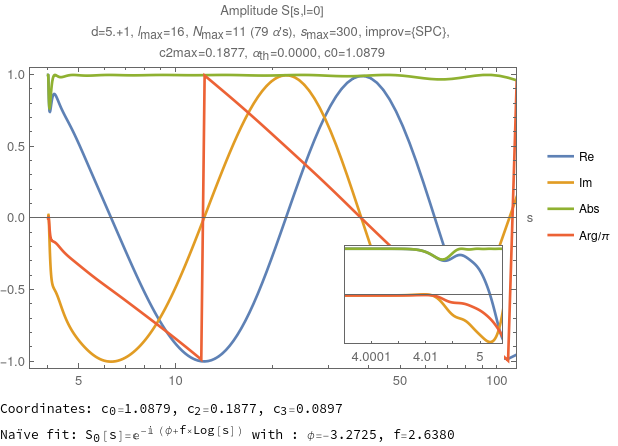 Amplitude S[s,l=0]
d=5.+1, lmax=16, Nmax=11 (79 α's), smax=300, improv={SPC},
c2max=0.1877, αth=0.0000, c0=1.0879
1.0
0.5
0.0
-0.5
-1.0
5
10
50
100
s
4.0001
4.01
5
Re
Im
Abs
Arg/π
Coordinates: c0=1.0879, c2=0.1877, c3=0.0897
Naïve fit: S0[s]=e^-i (ϕ+f×Log[s]) with : ϕ=-3.2725, f=2.6380